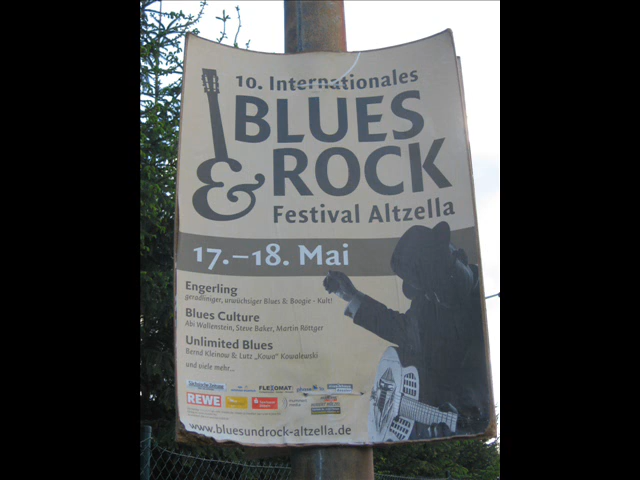 10. Internationales
BLUES
& ROCK
Festival Altzella
17.–18. Mai
Engerling
geradliniger, urwüchsiger Blues & Boogie - Kult!
Blues Culture
Abi Wallenstein, Steve Baker, Martin Röttger
Unlimited Blues
Bernd Kleinow & Lutz „Kowa“ Kowalewski
und viele mehr...
FLEXOMAT
REWE
www.bluesundrock-altzella.de